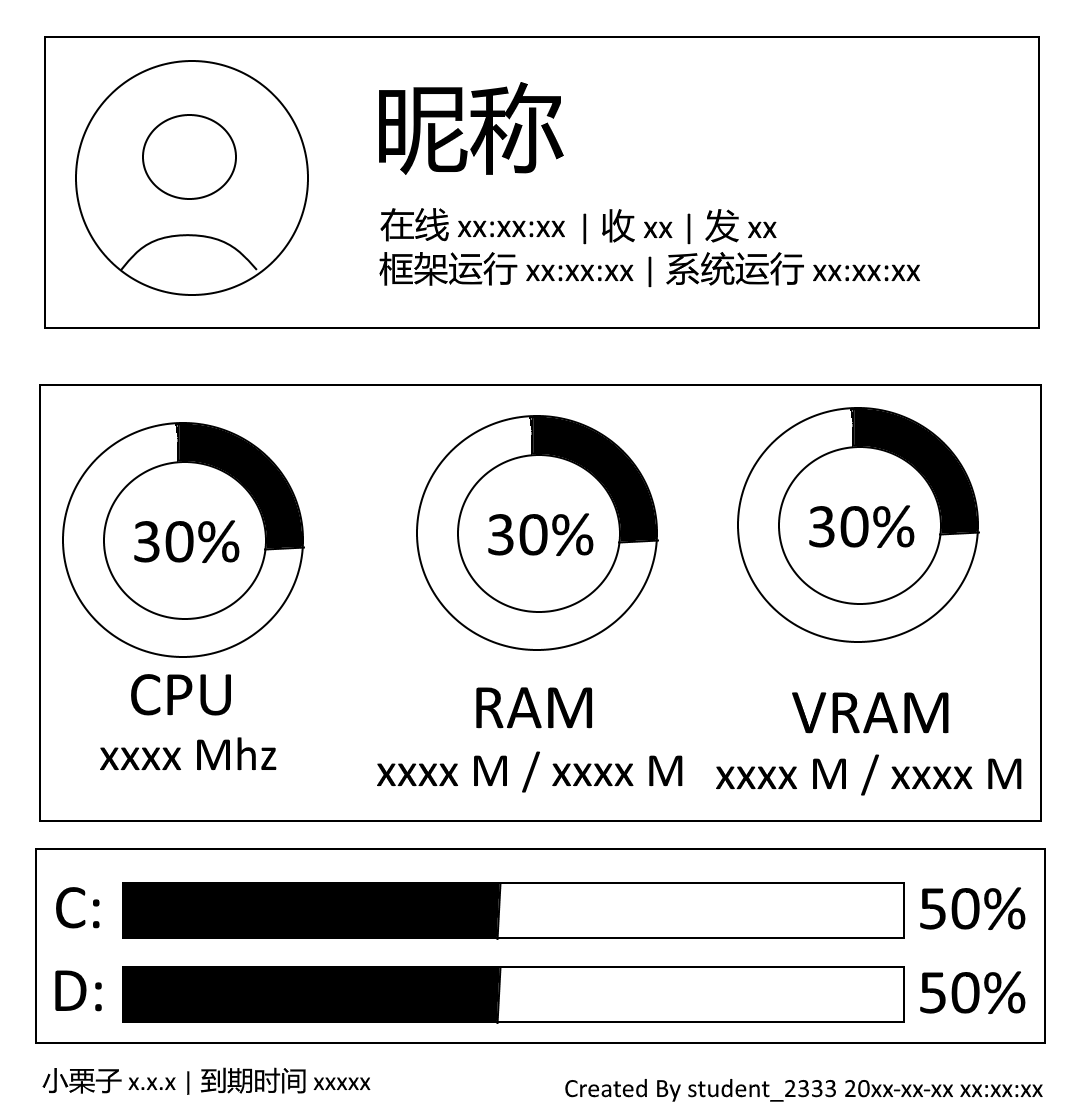 昵称
在线 xx:xx:xx | 收 xx | 发 xx
框架运行 xx:xx:xx | 系统运行 xx:xx:xx
30%
30%
30%
CPU
xxxx Mhz
RAM
xxxx M / xxxx M
VRAM
xxxx M / xxxx M
C:
50%
D:
50%
小栗子 x.x.x | 到期时间 xxxxx
Created By student_2333 20xx-xx-xx xx:xx:xx